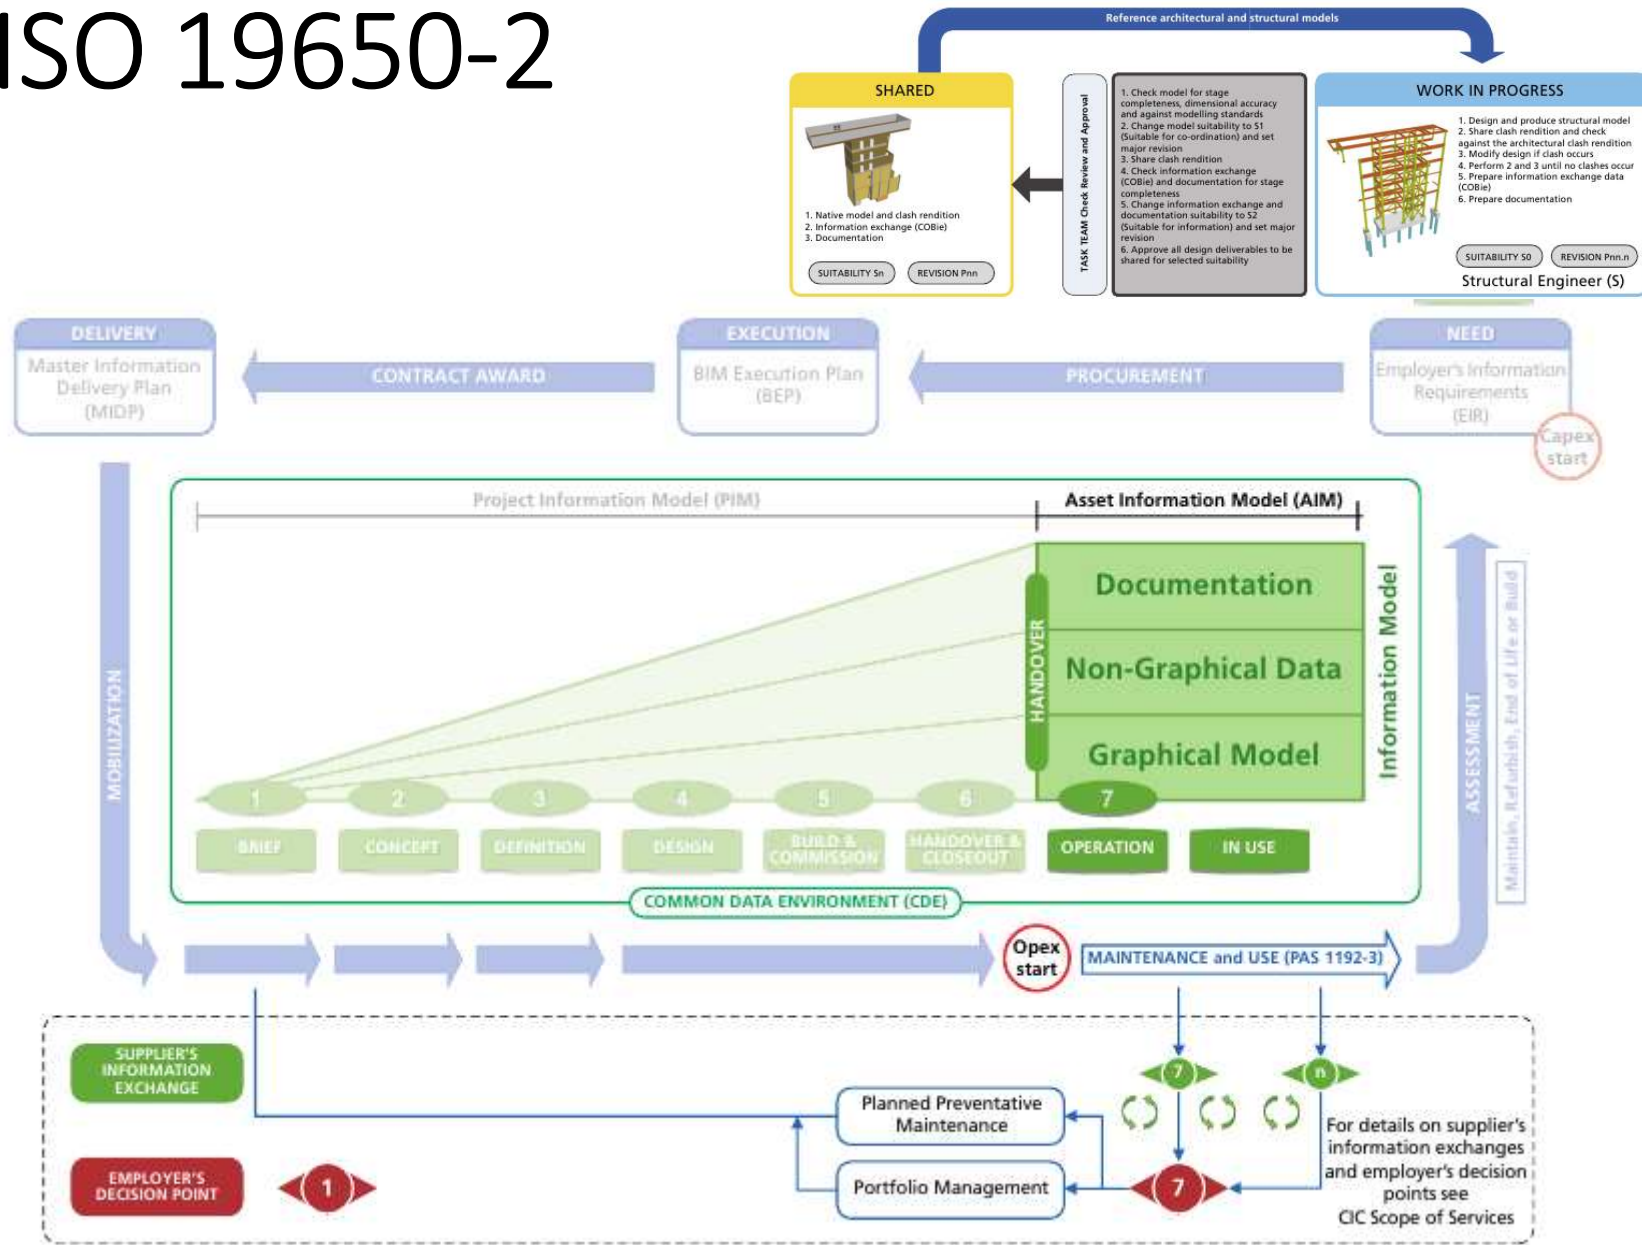 ISO 19650-2
Reference architectural and structural models
SHARED
1. Native model and clash rendition
2. Information exchange (COBie)
3. Documentation
SUITABILITY Sn
REVISION Pnn
TASK TEAM Check Review and Approval
1. Check model for stage
completeness, dimensional accuracy
and against modelling standards
2. Change model suitability to S1
(Suitable for co-ordination) and set
major revision
3. Share clash rendition
4. Check information exchange
(COBie) and documentation for stage
completeness
5. Change information exchange and
documentation suitability to S2
(Suitable for information) and set major
revision
6. Approve all design deliverables to be
shared for selected suitability
WORK IN PROGRESS
1. Design and produce structural model
2. Share clash rendition and check
against the architectural clash rendition
3. Modify design if clash occurs
4. Perform 2 and 3 until no clashes occur
5. Prepare information exchange data
(COBie)
6. Prepare documentation
SUITABILITY S0
REVISION Pnn.n
Structural Engineer (S)
DELIVERY
Master Information
Delivery Plan
(MIDP)
CONTRACT AWARD
EXECUTION
BIM Execution Plan
(BEP)
PROCUREMENT
NEED
Employer's Information
Requirements
(EIR)
Capex
start
Project Information Model (PIM)
Asset Information Model (AIM)
Documentation
Non-Graphical Data
Graphical Model
HANDOVER
Information Model
MOBILIZATION
ASSESSMENT
Maintain, Refurbish, End of Life or Build
1
2
3
4
5
6
7
BRIEF
CONCEPT
DEFINITION
DESIGN
BUILD &
COMMISSION
HANDOVER &
CLOSEOUT
OPERATION
IN USE
COMMON DATA ENVIRONMENT (CDE)
Opex
start
MAINTENANCE and USE (PAS 1192-3)
SUPPLIER'S
INFORMATION
EXCHANGE
7
n
Planned Preventative
Maintenance
For details on supplier's
information exchanges
and employer's decision
points see
CIC Scope of Services
EMPLOYER'S
DECISION POINT
1
Portfolio Management
7